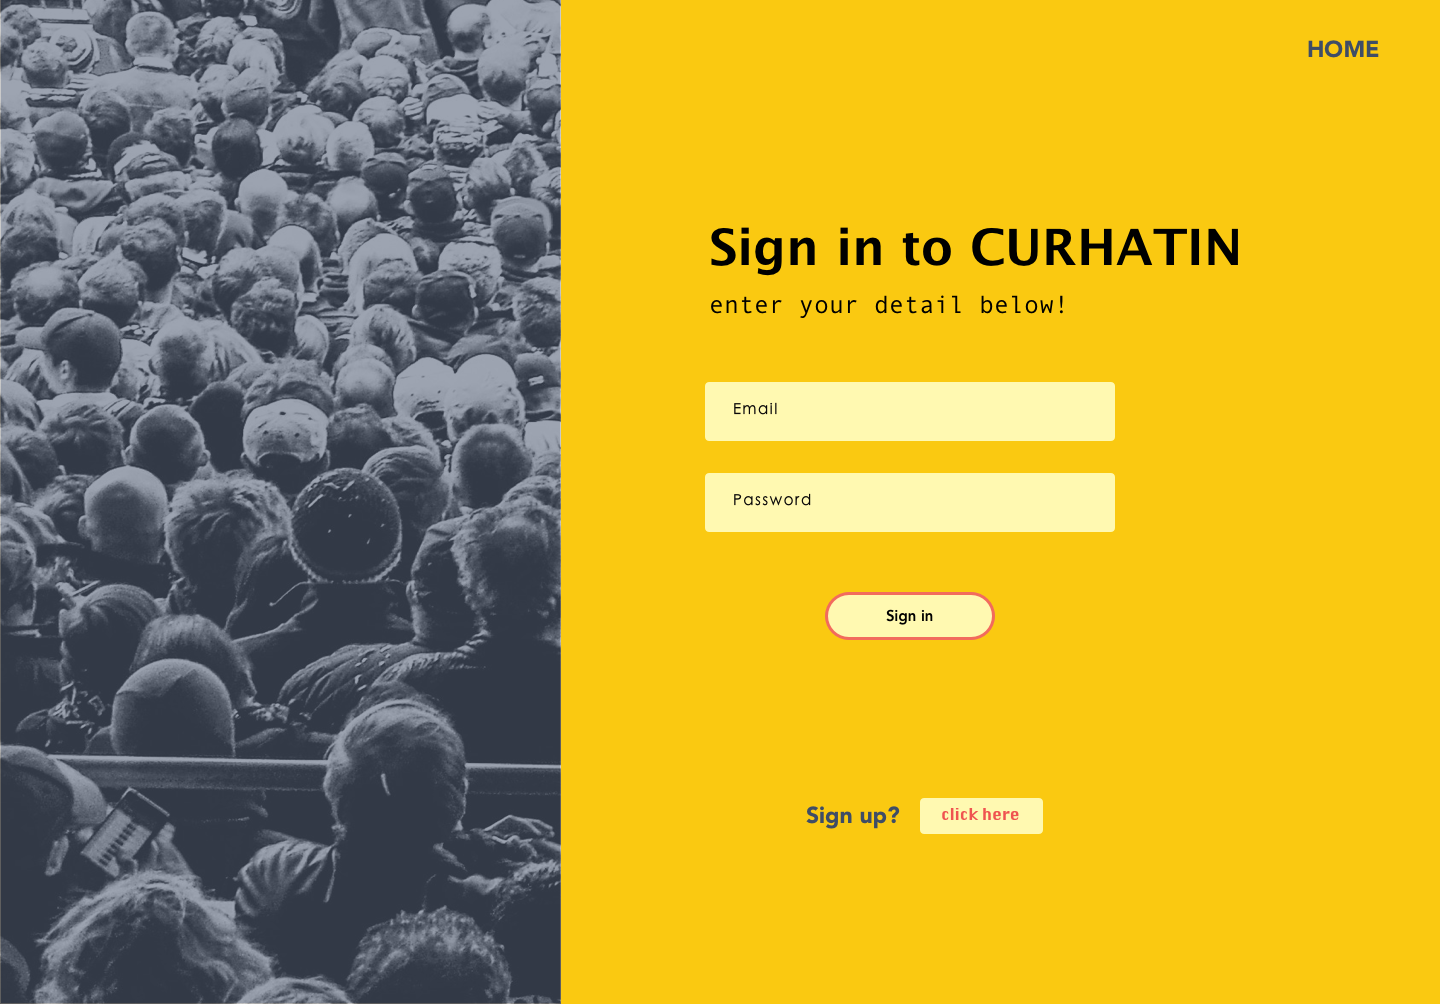 HOME
Sign in to CURHATIN
enter your detail below!
Email
Password
Sign in
Sign up? click here